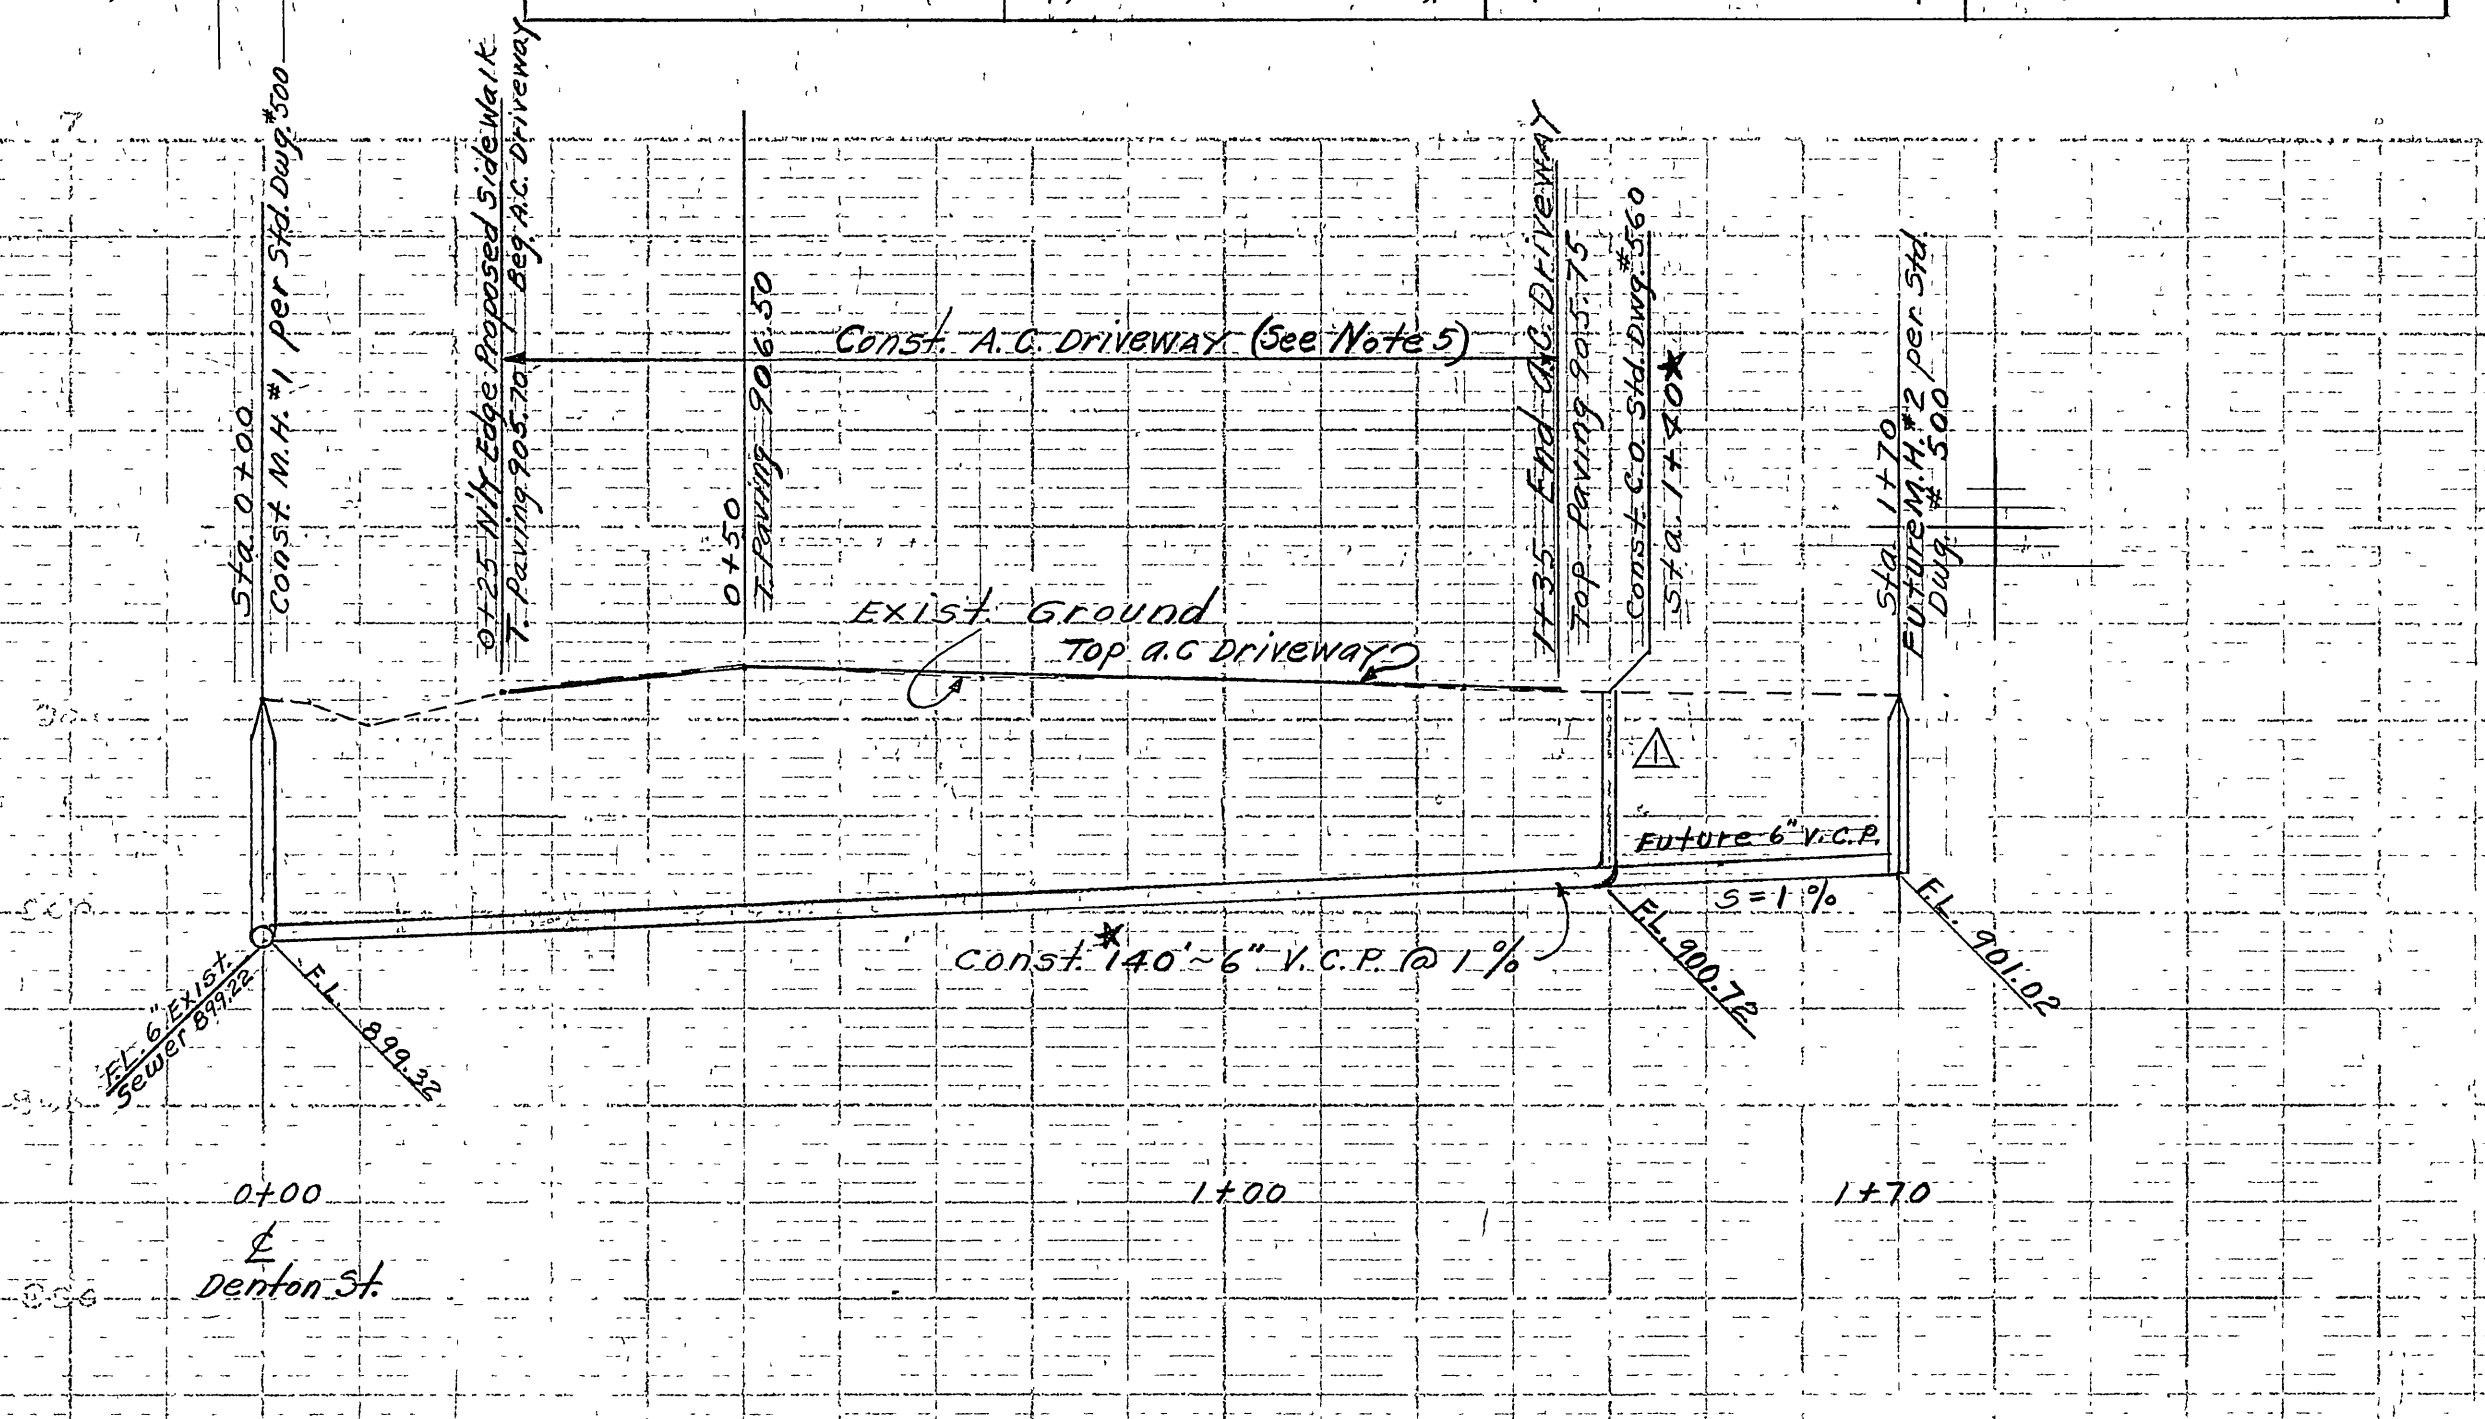 Sta. 0+00
Const. M.H. #1 per Std. Dwg. #500
0+25 N'ly Edge Proposed Sidewalk
T. Paving 905.70 Beg. A.C. Driveway
0+50
T. Paving 906.50
Const. A.C. Driveway (See Note 5)
1+35 End A.C. Driveway
Top Paving 905.75
Const. C.O. Std. Dwg. #560
Sta. 1+40★
Sta. 1+70
Future M.H. #2 per Std.
Dwg. #500
Exist. Ground
Top A.C Driveway
1
Future 6" V.C.P.
S = 1 %
Const. ★140' ~ 6" V.C.P. @ 1 %
F.L. 900.72
F.L. 901.02
F.L. 6" Exist.
Sewer 899.22
F.L. 899.32
0+00
1+00
1+70
℄
Denton St.